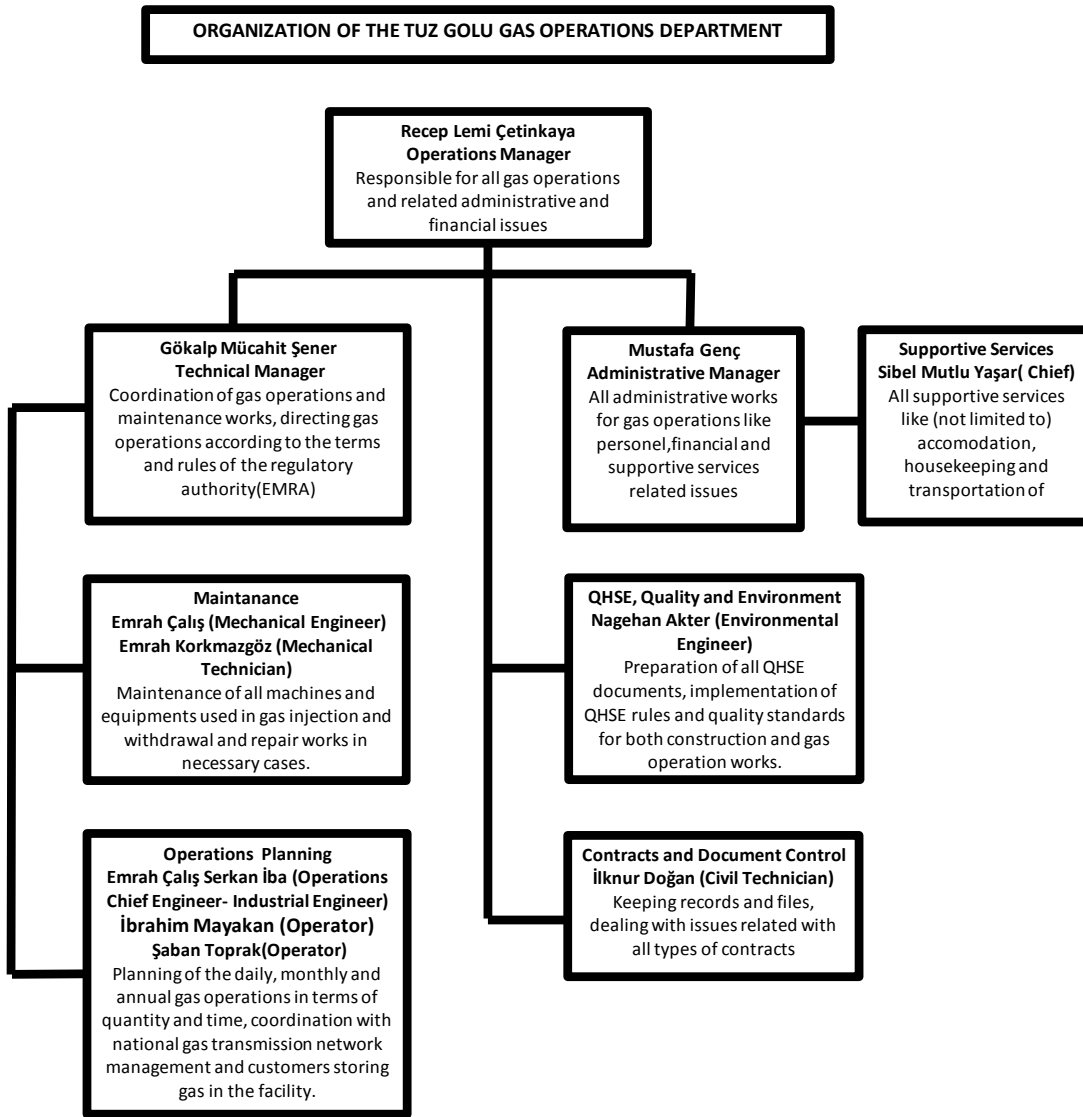 ORGANIZATION OF THE TUZ GOLU GAS OPERATIONS DEPARTMENT
Recep Lemi Çetinkaya
Operations Manager
Responsible for all gas operations
and related administrative and
financial issues
Gökalp Mücahit Şener
Technical Manager
Coordination of gas operations and
maintenance works, directing gas
operations according to the terms
and rules of the regulatory
authority(EMRA)
Mustafa Genç
Administrative Manager
All administrative works
for gas operations like
personel,financial and
supportive services
related issues
Supportive Services
Sibel Mutlu Yaşar( Chief)
All supportive services
like (not limited to)
accomodation,
housekeeping and
transportation of
Maintanance
Emrah Çalış (Mechanical Engineer)
Emrah Korkmazgöz (Mechanical
Technician)
Maintenance of all machines and
equipments used in gas injection and
withdrawal and repair works in
necessary cases.
QHSE, Quality and Environment
Nagehan Akter (Environmental
Engineer)
Preparation of all QHSE
documents, implementation of
QHSE rules and quality standards
for both construction and gas
operation works.
Operations Planning
Emrah Çalış Serkan İba (Operations
Chief Engineer- Industrial Engineer)
İbrahim Mayakan (Operator)
Şaban Toprak(Operator)
Planning of the daily, monthly and
annual gas operations in terms of
quantity and time, coordination with
national gas transmission network
management and customers storing
gas in the facility.
Contracts and Document Control
İlknur Doğan (Civil Technician)
Keeping records and files,
dealing with issues related with
all types of contracts